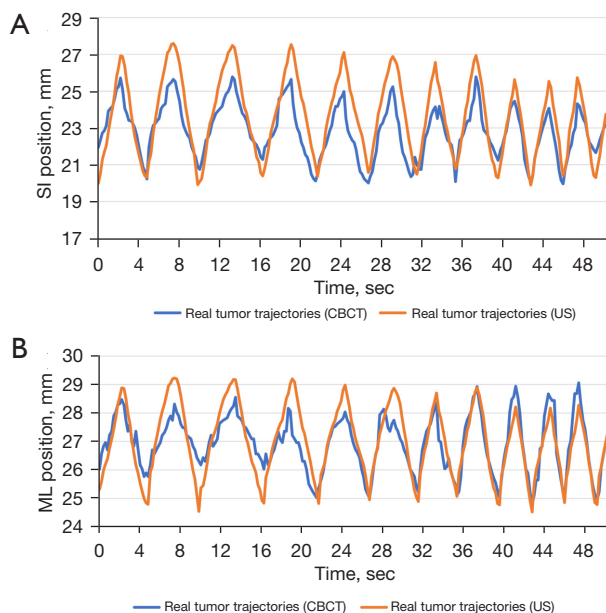 A
29
27
25
23
21
19
17
SI position, mm
0 4 8 12 16 20 24 28 32 36 40 44 48
Time, sec
Real tumor trajectories (CBCT) Real tumor trajectories (US)
B
30
29
28
27
26
25
24
ML position, mm
0 4 8 12 16 20 24 28 32 36 40 44 48
Time, sec
Real tumor trajectories (CBCT) Real tumor trajectories (US)